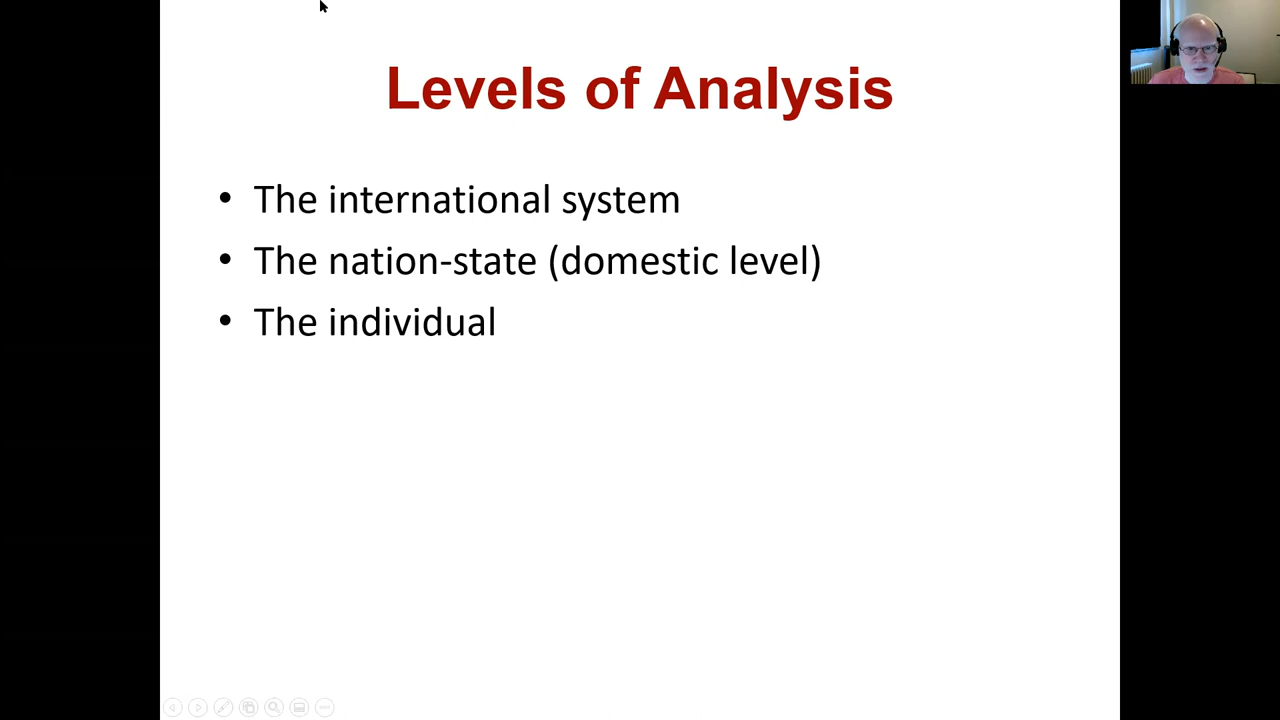 Levels of Analysis
• The international system
• The nation-state (domestic level)
• The individual